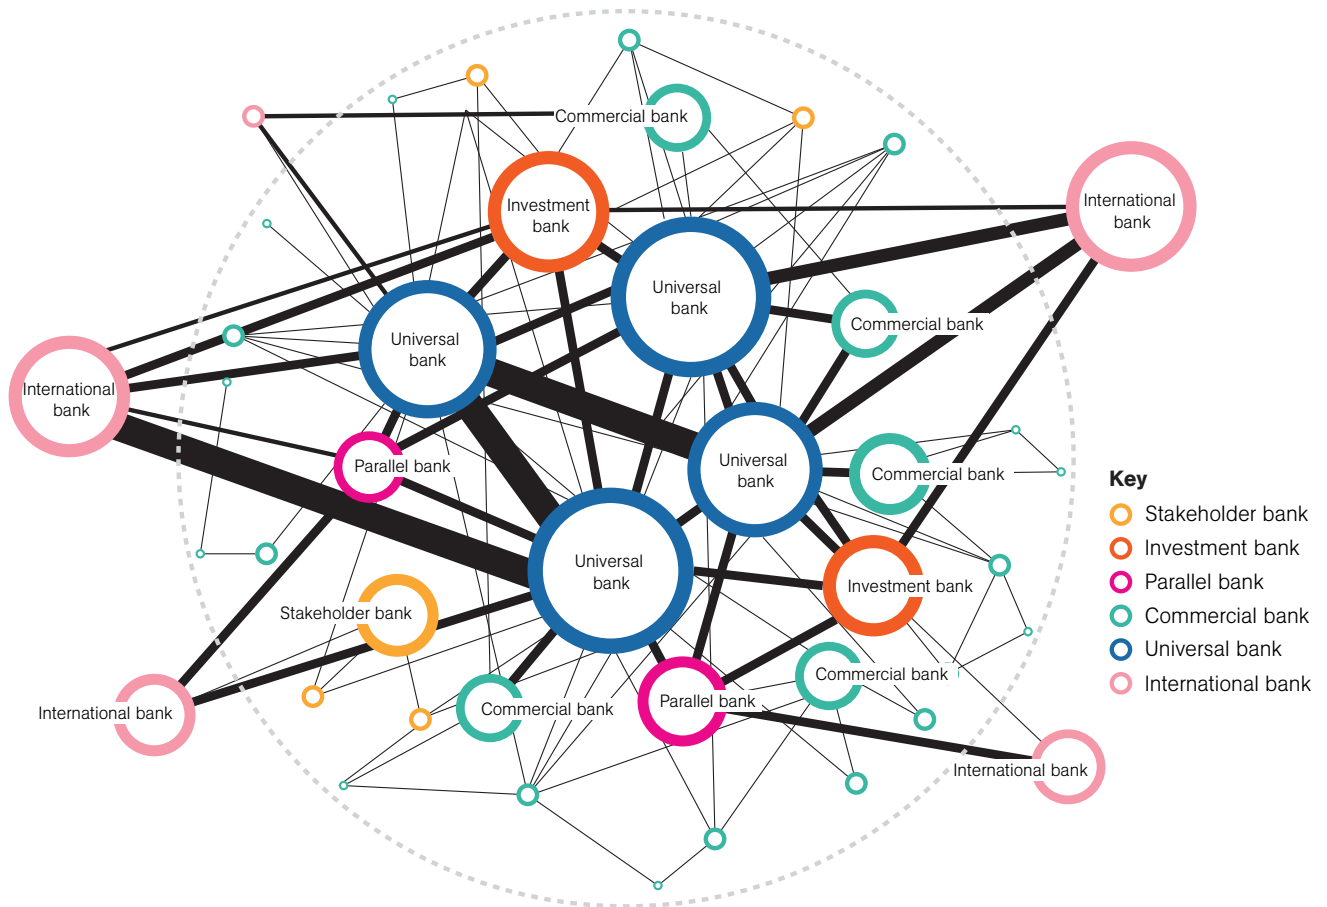 Commercial bank
Investment
bank
International
bank
Universal
bank
Commercial bank
Universal
bank
International
bank
Parallel bank
Universal
bank
Commercial bank
Universal
bank
Investment bank
Stakeholder bank
Commercial bank
Parallel bank
Commercial bank
International bank
International bank
Key
Stakeholder bank
Investment bank
Parallel bank
Commercial bank
Universal bank
International bank